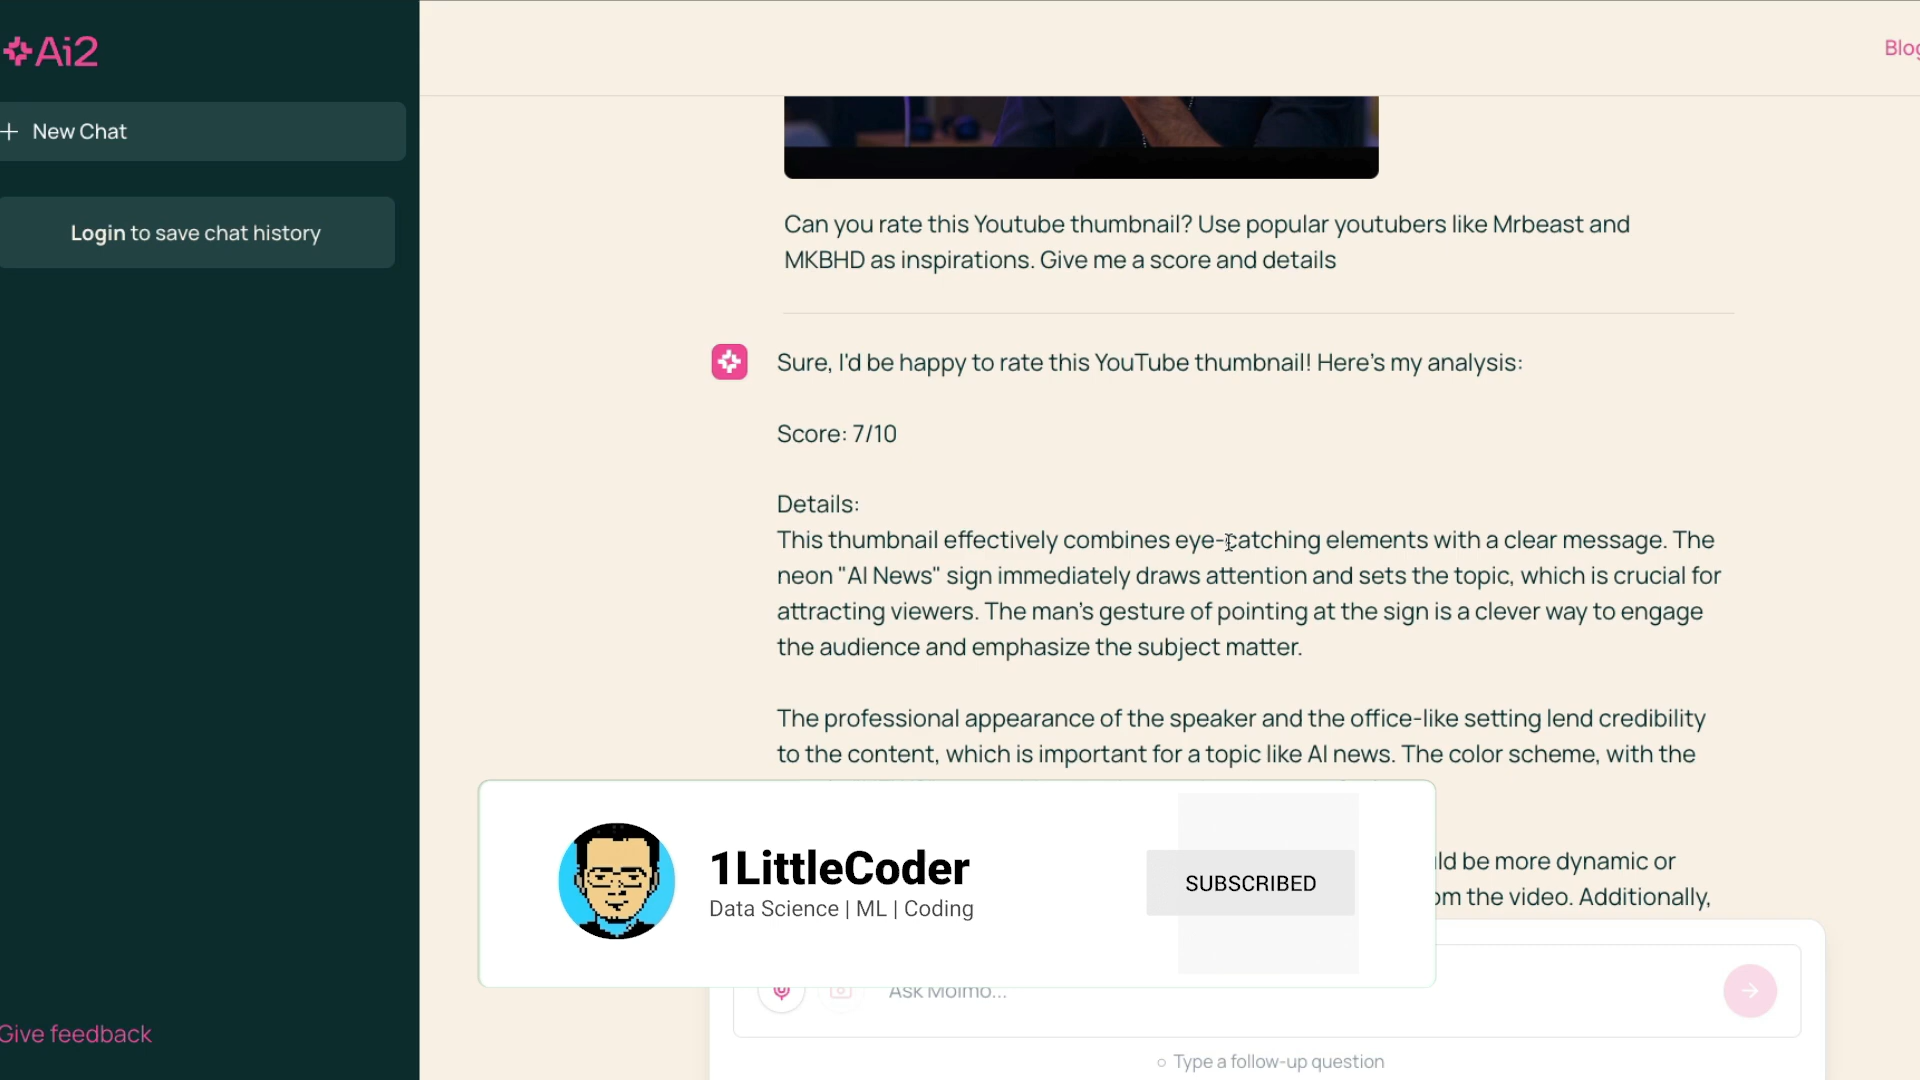 Ai2
Blog
New Chat
Login to save chat history
Can you rate this Youtube thumbnail? Use popular youtubers like Mrbeast and
MKBHD as inspirations. Give me a score and details
Sure, I'd be happy to rate this YouTube thumbnail! Here's my analysis:
Score: 7/10
Details:
This thumbnail effectively combines eye-catching elements with a clear message. The
neon "AI News" sign immediately draws attention and sets the topic, which is crucial for
attracting viewers. The man's gesture of pointing at the sign is a clever way to engage
the audience and emphasize the subject matter.
The professional appearance of the speaker and the office-like setting lend credibility
to the content, which is important for a topic like AI news. The color scheme, with the
be more dynamic or
the video. Additionally,
1LittleCoder
Data Science | ML | Coding
SUBSCRIBED
Ask Molmo...
Give feedback
Type a follow-up question